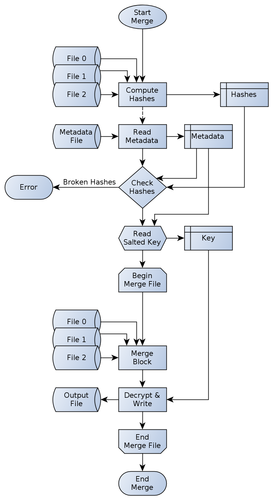 Start
Merge
File 0
File 1
File 2
Compute
Hashes
Hashes
Metadata
File
Read
Metadata
Metadata
Broken Hashes
Error
Check
Hashes
Read
Salted Key
Key
Begin
Merge File
File 0
File 1
File 2
Merge
Block
Output
File
Decrypt &
Write
End
Merge File
End
Merge